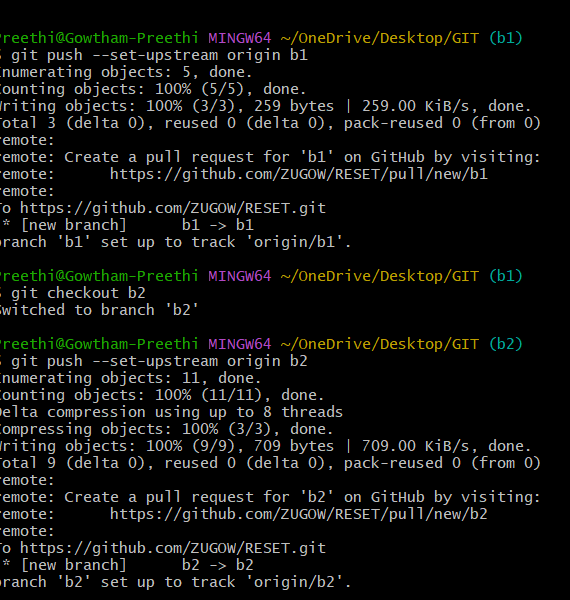 Preethi@Gowtham-Preethi MINGW64 ~/OneDrive/Desktop/GIT (b1)
$ git push --set-upstream origin b1
Enumerating objects: 5, done.
Counting objects: 100% (5/5), done.
Writing objects: 100% (3/3), 259 bytes | 259.00 KiB/s, done.
Total 3 (delta 0), reused 0 (delta 0), pack-reused 0 (from 0)
remote:
remote: Create a pull request for 'b1' on GitHub by visiting:
remote:      https://github.com/ZUGOW/RESET/pull/new/b1
remote:
To https://github.com/ZUGOW/RESET.git
 * [new branch]      b1 -> b1
branch 'b1' set up to track 'origin/b1'.
Preethi@Gowtham-Preethi MINGW64 ~/OneDrive/Desktop/GIT (b1)
$ git checkout b2
Switched to branch 'b2'
Preethi@Gowtham-Preethi MINGW64 ~/OneDrive/Desktop/GIT (b2)
$ git push --set-upstream origin b2
Enumerating objects: 11, done.
Counting objects: 100% (11/11), done.
Delta compression using up to 8 threads
Compressing objects: 100% (3/3), done.
Writing objects: 100% (9/9), 709 bytes | 709.00 KiB/s, done.
Total 9 (delta 0), reused 0 (delta 0), pack-reused 0 (from 0)
remote:
remote: Create a pull request for 'b2' on GitHub by visiting:
remote:      https://github.com/ZUGOW/RESET/pull/new/b2
remote:
To https://github.com/ZUGOW/RESET.git
 * [new branch]      b2 -> b2
branch 'b2' set up to track 'origin/b2'.